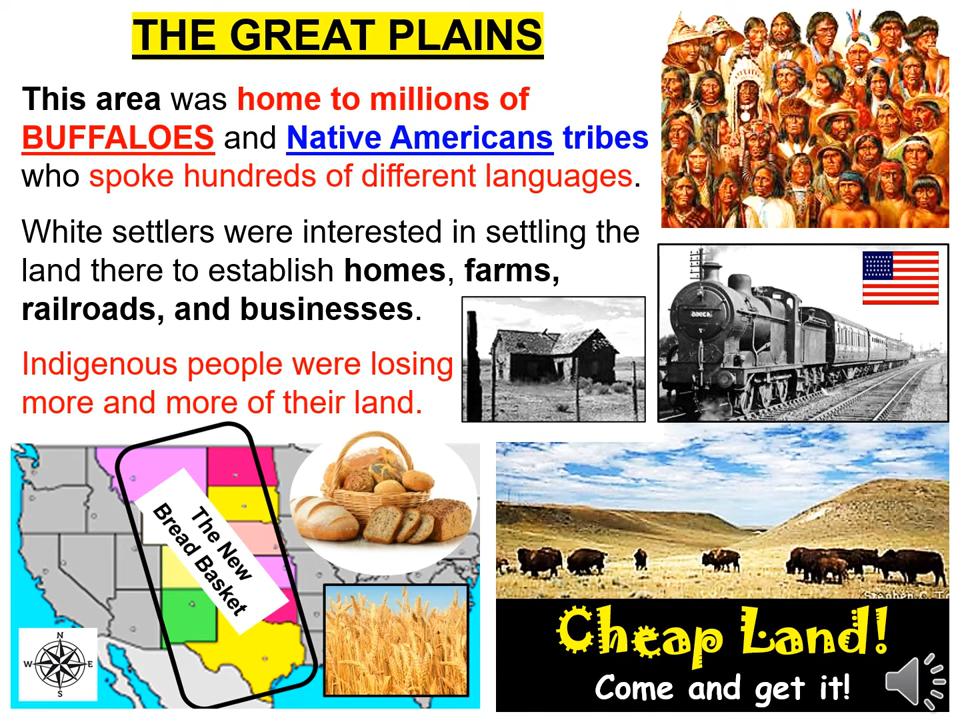 THE GREAT PLAINS
This area was home to millions of
BUFFALOES and Native Americans tribes
who spoke hundreds of different languages.
White settlers were interested in settling the
land there to establish homes, farms,
railroads, and businesses.
Indigenous people were losing
more and more of their land.
The New
Bread Basket
N
W E
S
Cheap Land!
Come and get it!